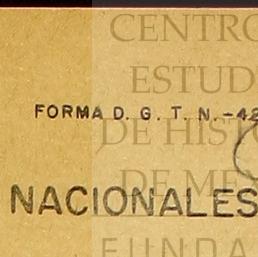 CENTRO
ESTUD
FORMA D. G. T. N. -42
DE HIST
DE ME
NACIONALES
FUNDA